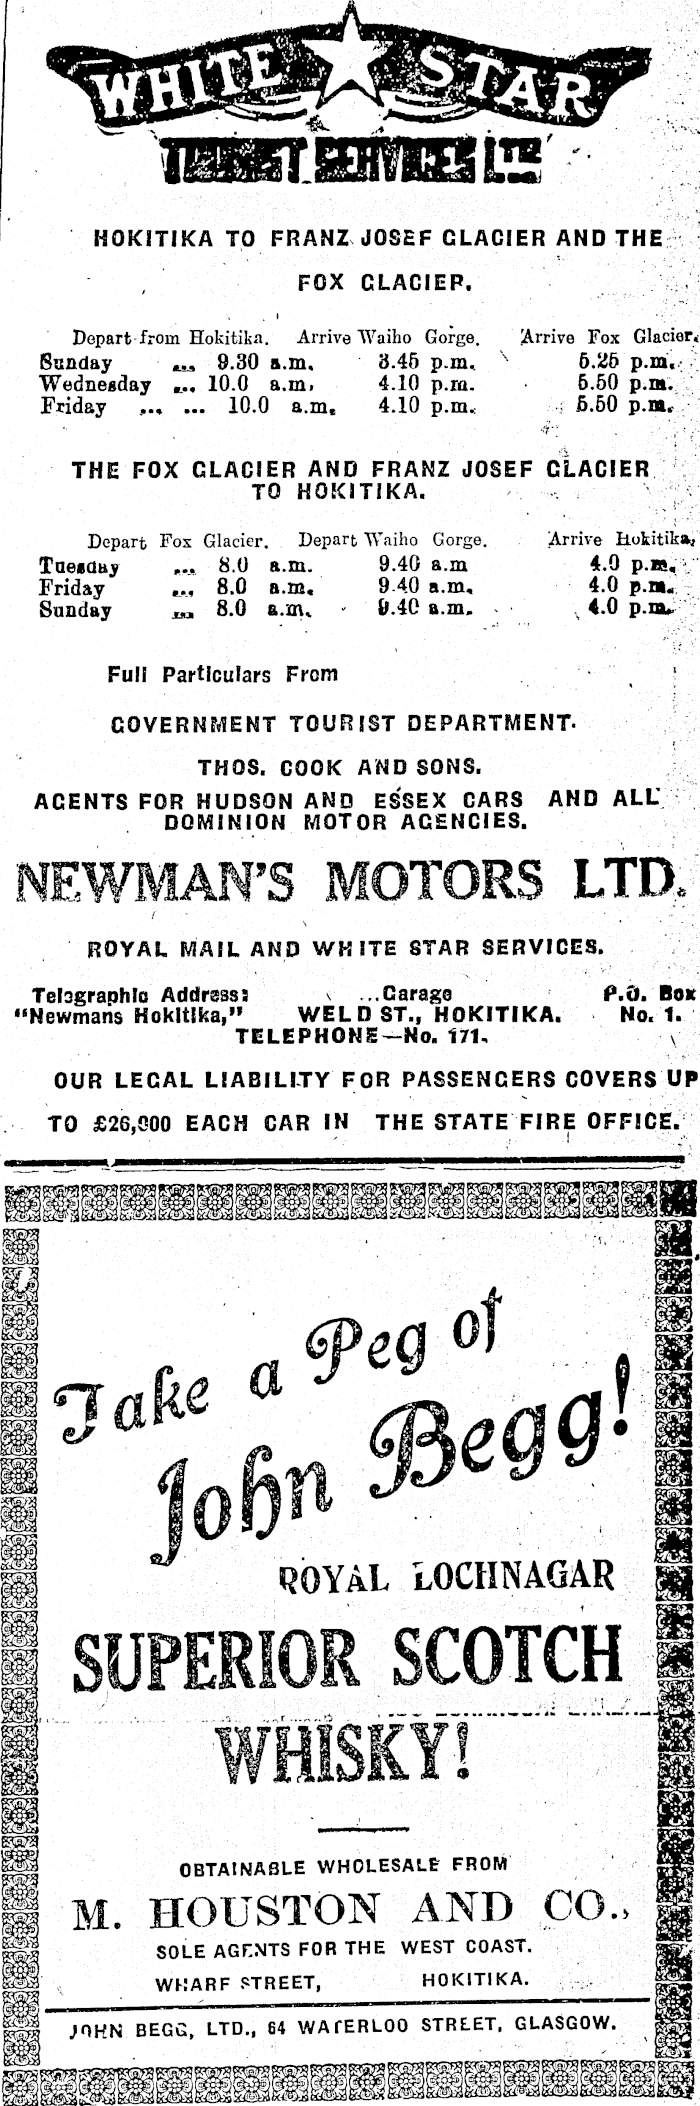 WHITE STAR
TOURIST SERVICES LTD
HOKITIKA TO FRANZ JOSEF GLACIER AND THE
FOX GLACIER.
Depart from Hokitika. Arrive Waiho Gorge. Arrive Fox Glacier.
Sunday ... 9.30 a.m. 3.45 p.m. 5.25 p.m.
Wednesday ... 10.0 a.m. 4.10 p.m. 5.50 p.m.
Friday ... ... 10.0 a.m. 4.10 p.m. 5.50 p.m.
THE FOX GLACIER AND FRANZ JOSEF GLACIER
TO HOKITIKA.
Depart Fox Glacier. Depart Waiho Gorge. Arrive Hokitika.
Tuesday ... 8.0 a.m. 9.40 a.m 4.0 p.m.
Friday ... 8.0 a.m. 9.40 a.m. 4.0 p.m.
Sunday ... 8.0 a.m. 9.40 a.m. 4.0 p.m.
Full Particulars From
GOVERNMENT TOURIST DEPARTMENT.
THOS. COOK AND SONS.
AGENTS FOR HUDSON AND ESSEX CARS AND ALL
DOMINION MOTOR AGENCIES.
NEWMAN'S MOTORS LTD.
ROYAL MAIL AND WHITE STAR SERVICES.
Telegraphic Address: ...Garage P.O. Box
"Newmans Hokitika," WELD ST., HOKITIKA. No. 1.
TELEPHONE—No. 171.
OUR LEGAL LIABILITY FOR PASSENGERS COVERS UP
TO £26,000 EACH CAR IN THE STATE FIRE OFFICE.
Take a Peg of
John Begg!
ROYAL LOCHNAGAR
SUPERIOR SCOTCH
WHISKY!
OBTAINABLE WHOLESALE FROM
M. HOUSTON AND CO.,
SOLE AGENTS FOR THE WEST COAST.
WHARF STREET, HOKITIKA.
JOHN BEGG, LTD., 64 WATERLOO STREET, GLASGOW.